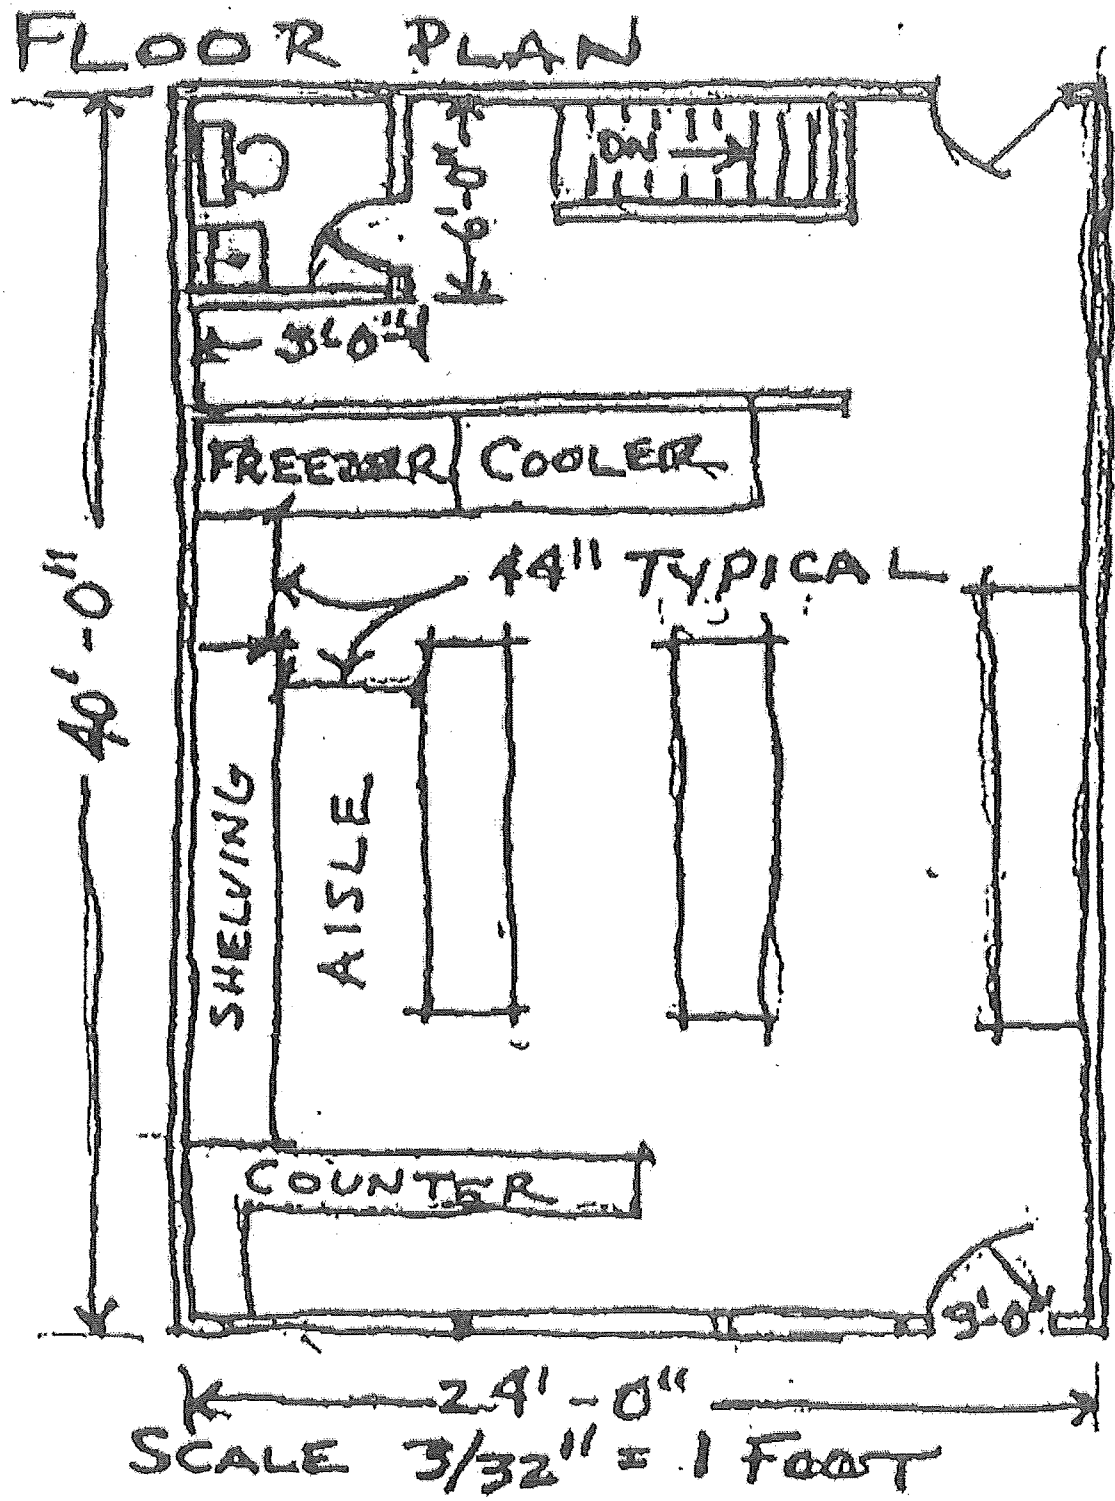 FLOOR PLAN
DN
6'-0"
3'0"
FREEZER
COOLER
44" TYPICAL
40'-0"
SHELVING
AISLE
COUNTER
3'-0"
24'-0"
SCALE 3/32" = 1 FOOT